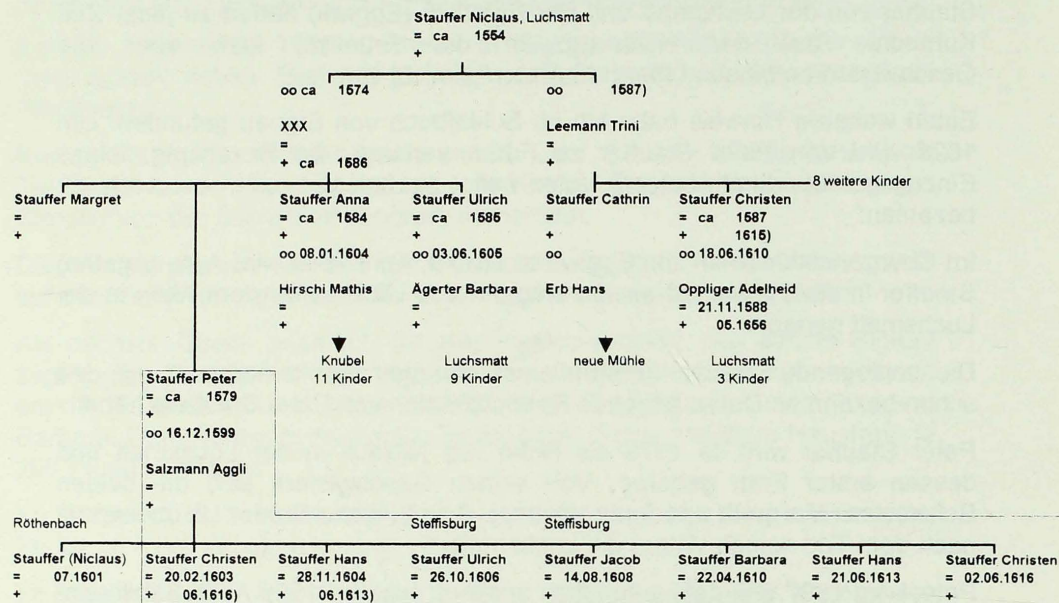 Stauffer Niclaus, Luchsmatt
= ca 1554
+
oo ca 1574
XXX
=
+ ca 1686
oo 1587)
Leemann Trini
=
+
8 weitere Kinder
Stauffer Margret
=
+
Stauffer Anna
= ca 1584
+
oo 08.01.1604
Hirschi Mathis
=
+
Knubel
11 Kinder
Stauffer Ulrich
= ca 1585
+
oo 03.06.1605
Ägerter Barbara
=
+
Luchsmatt
9 Kinder
Stauffer Cathrin
=
+
oo
Erb Hans
=
+
neue Mühle
Stauffer Christen
= ca 1587
+ 1615)
oo 18.06.1610
Oppliger Adelheid
= 21.11.1588
+ 05.1656
Luchsmatt
3 Kinder
Stauffer Peter
= ca 1579
+
oo 16.12.1599
Salzmann Aggli
=
+
Röthenbach
Stauffer (Niclaus)
= 07.1601
+
Stauffer Christen
= 20.02.1603
+ 06.1616)
Stauffer Hans
= 28.11.1604
+ 06.1613)
Steffisburg
Stauffer Ulrich
= 26.10.1606
+
Steffisburg
Stauffer Jacob
= 14.08.1608
+
Stauffer Barbara
= 22.04.1610
+
Stauffer Hans
= 21.06.1613
+
Stauffer Christen
= 02.06.1616
+